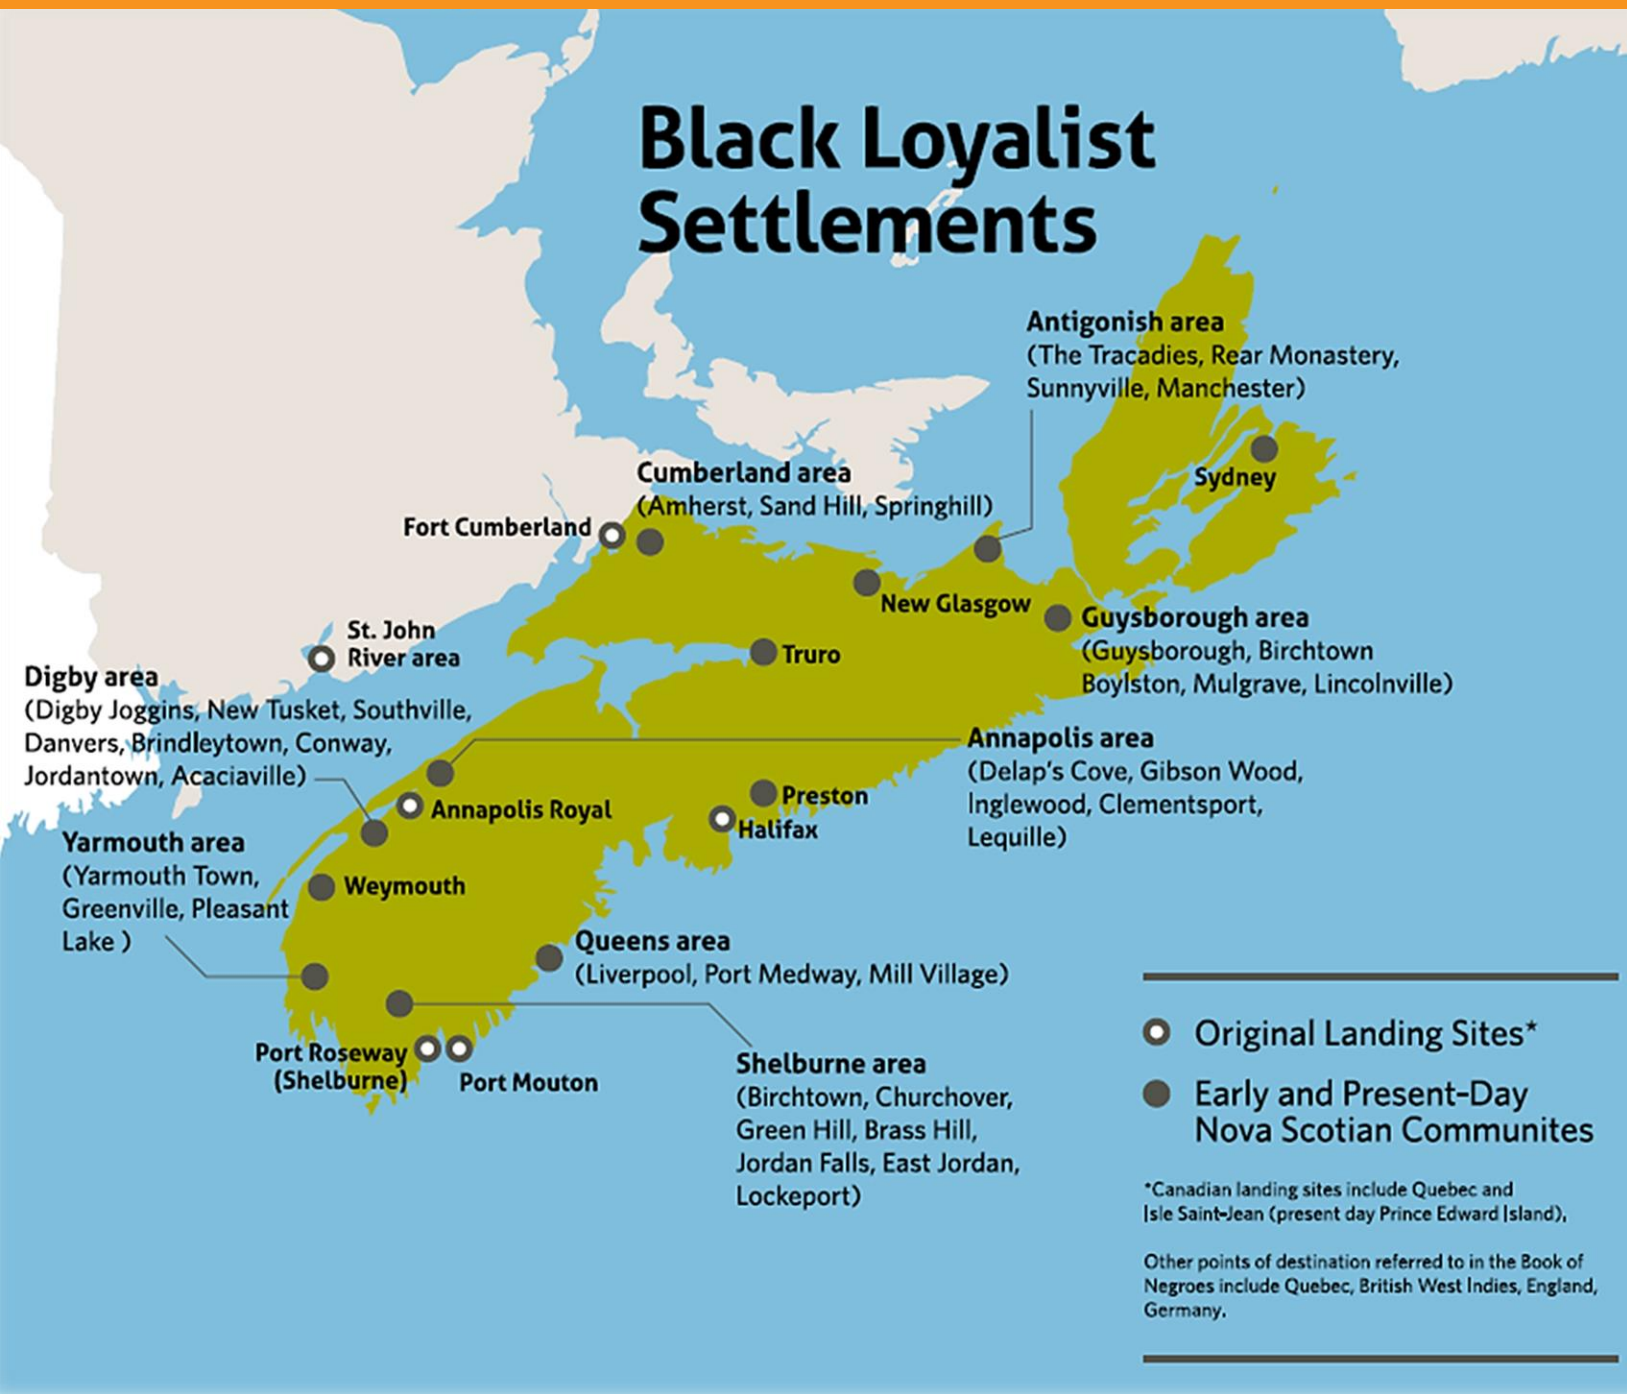 Black Loyalist
Settlements
Antigonish area
(The Tracadies, Rear Monastery,
Sunnyville, Manchester)
Sydney
Cumberland area
(Amherst, Sand Hill, Springhill)
Fort Cumberland
New Glasgow
Guysborough area
(Guysborough, Birchtown
Boylston, Mulgrave, Lincolnville)
Truro
St. John
River area
Digby area
(Digby Joggins, New Tusket, Southville,
Danvers, Brindleytown, Conway,
Jordantown, Acaciaville)
Annapolis area
(Delap's Cove, Gibson Wood,
Inglewood, Clementsport,
Lequille)
Annapolis Royal
Preston
Halifax
Yarmouth area
(Yarmouth Town,
Greenville, Pleasant
Lake )
Weymouth
Queens area
(Liverpool, Port Medway, Mill Village)
Port Roseway
(Shelburne)
Port Mouton
Shelburne area
(Birchtown, Churchover,
Green Hill, Brass Hill,
Jordan Falls, East Jordan,
Lockeport)
Original Landing Sites*
Early and Present-Day
Nova Scotian Communites
*Canadian landing sites include Quebec and
Isle Saint-Jean (present day Prince Edward Island),
Other points of destination referred to in the Book of
Negroes include Quebec, British West Indies, England,
Germany.